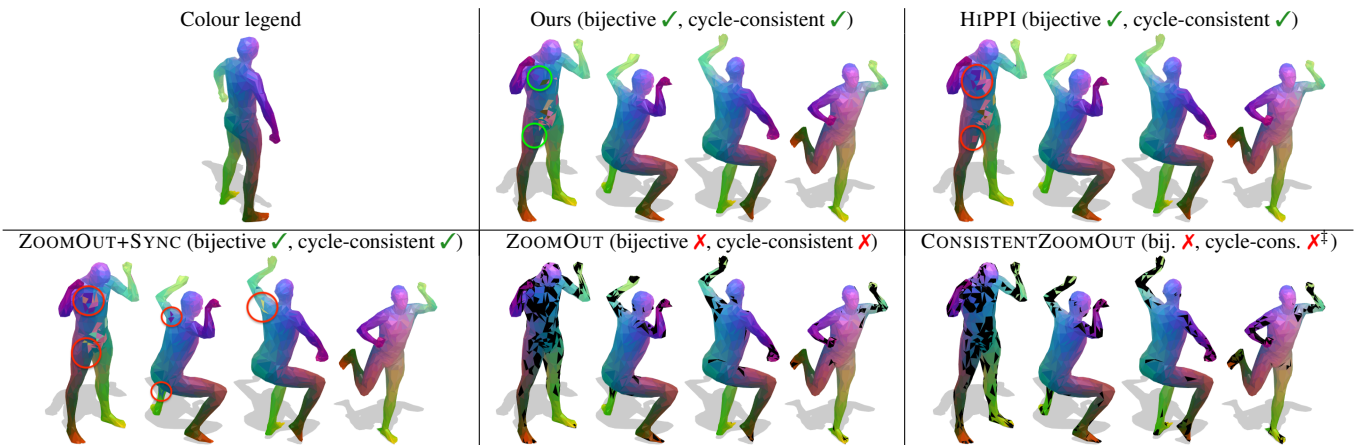 Colour legend
Ours (bijective ✓, cycle-consistent ✓)
HIPPI (bijective ✓, cycle-consistent ✓)
ZOOMOUT+SYNC (bijective ✓, cycle-consistent ✓)
ZOOMOUT (bijective ✗, cycle-consistent ✗)
CONSISTENTZOOMOUT (bij. ✗, cycle-cons. ✗‡)